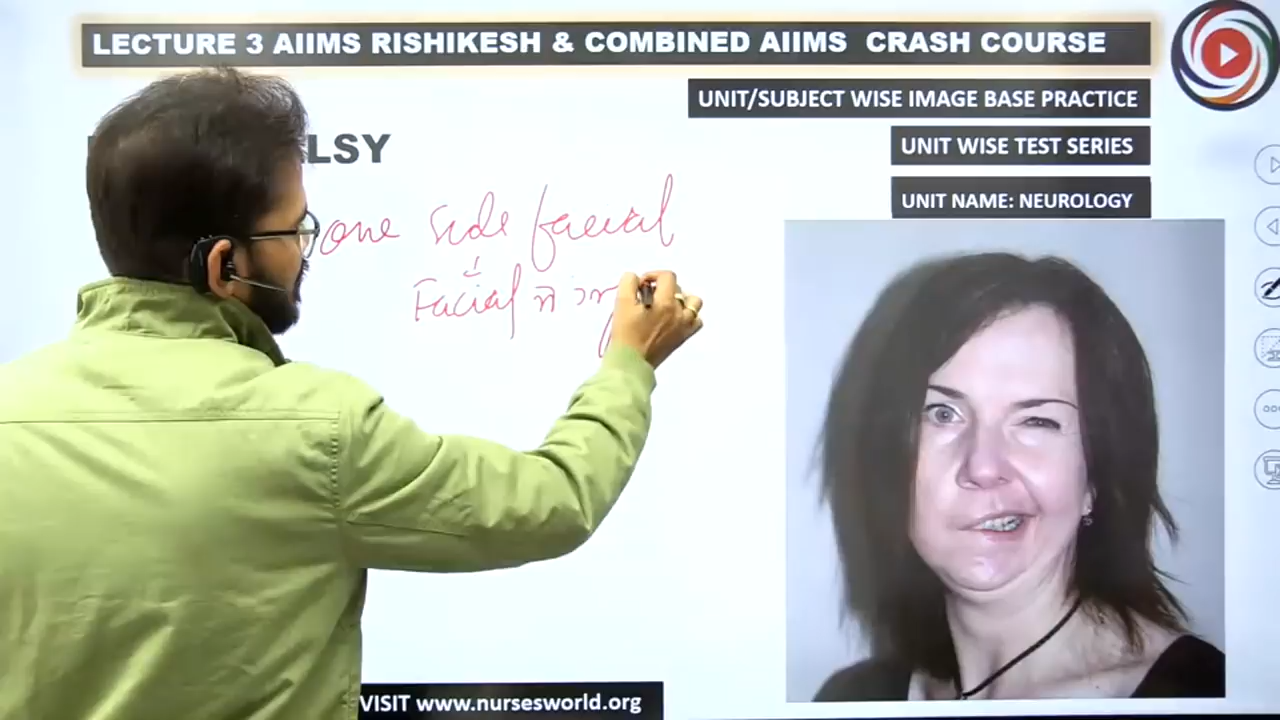 LECTURE 3 AIIMS RISHIKESH & COMBINED AIIMS CRASH COURSE
UNIT/SUBJECT WISE IMAGE BASE PRACTICE
LSY
UNIT WISE TEST SERIES
UNIT NAME: NEUROLOGY
one side facial
Facial n
VISIT www.nursesworld.org